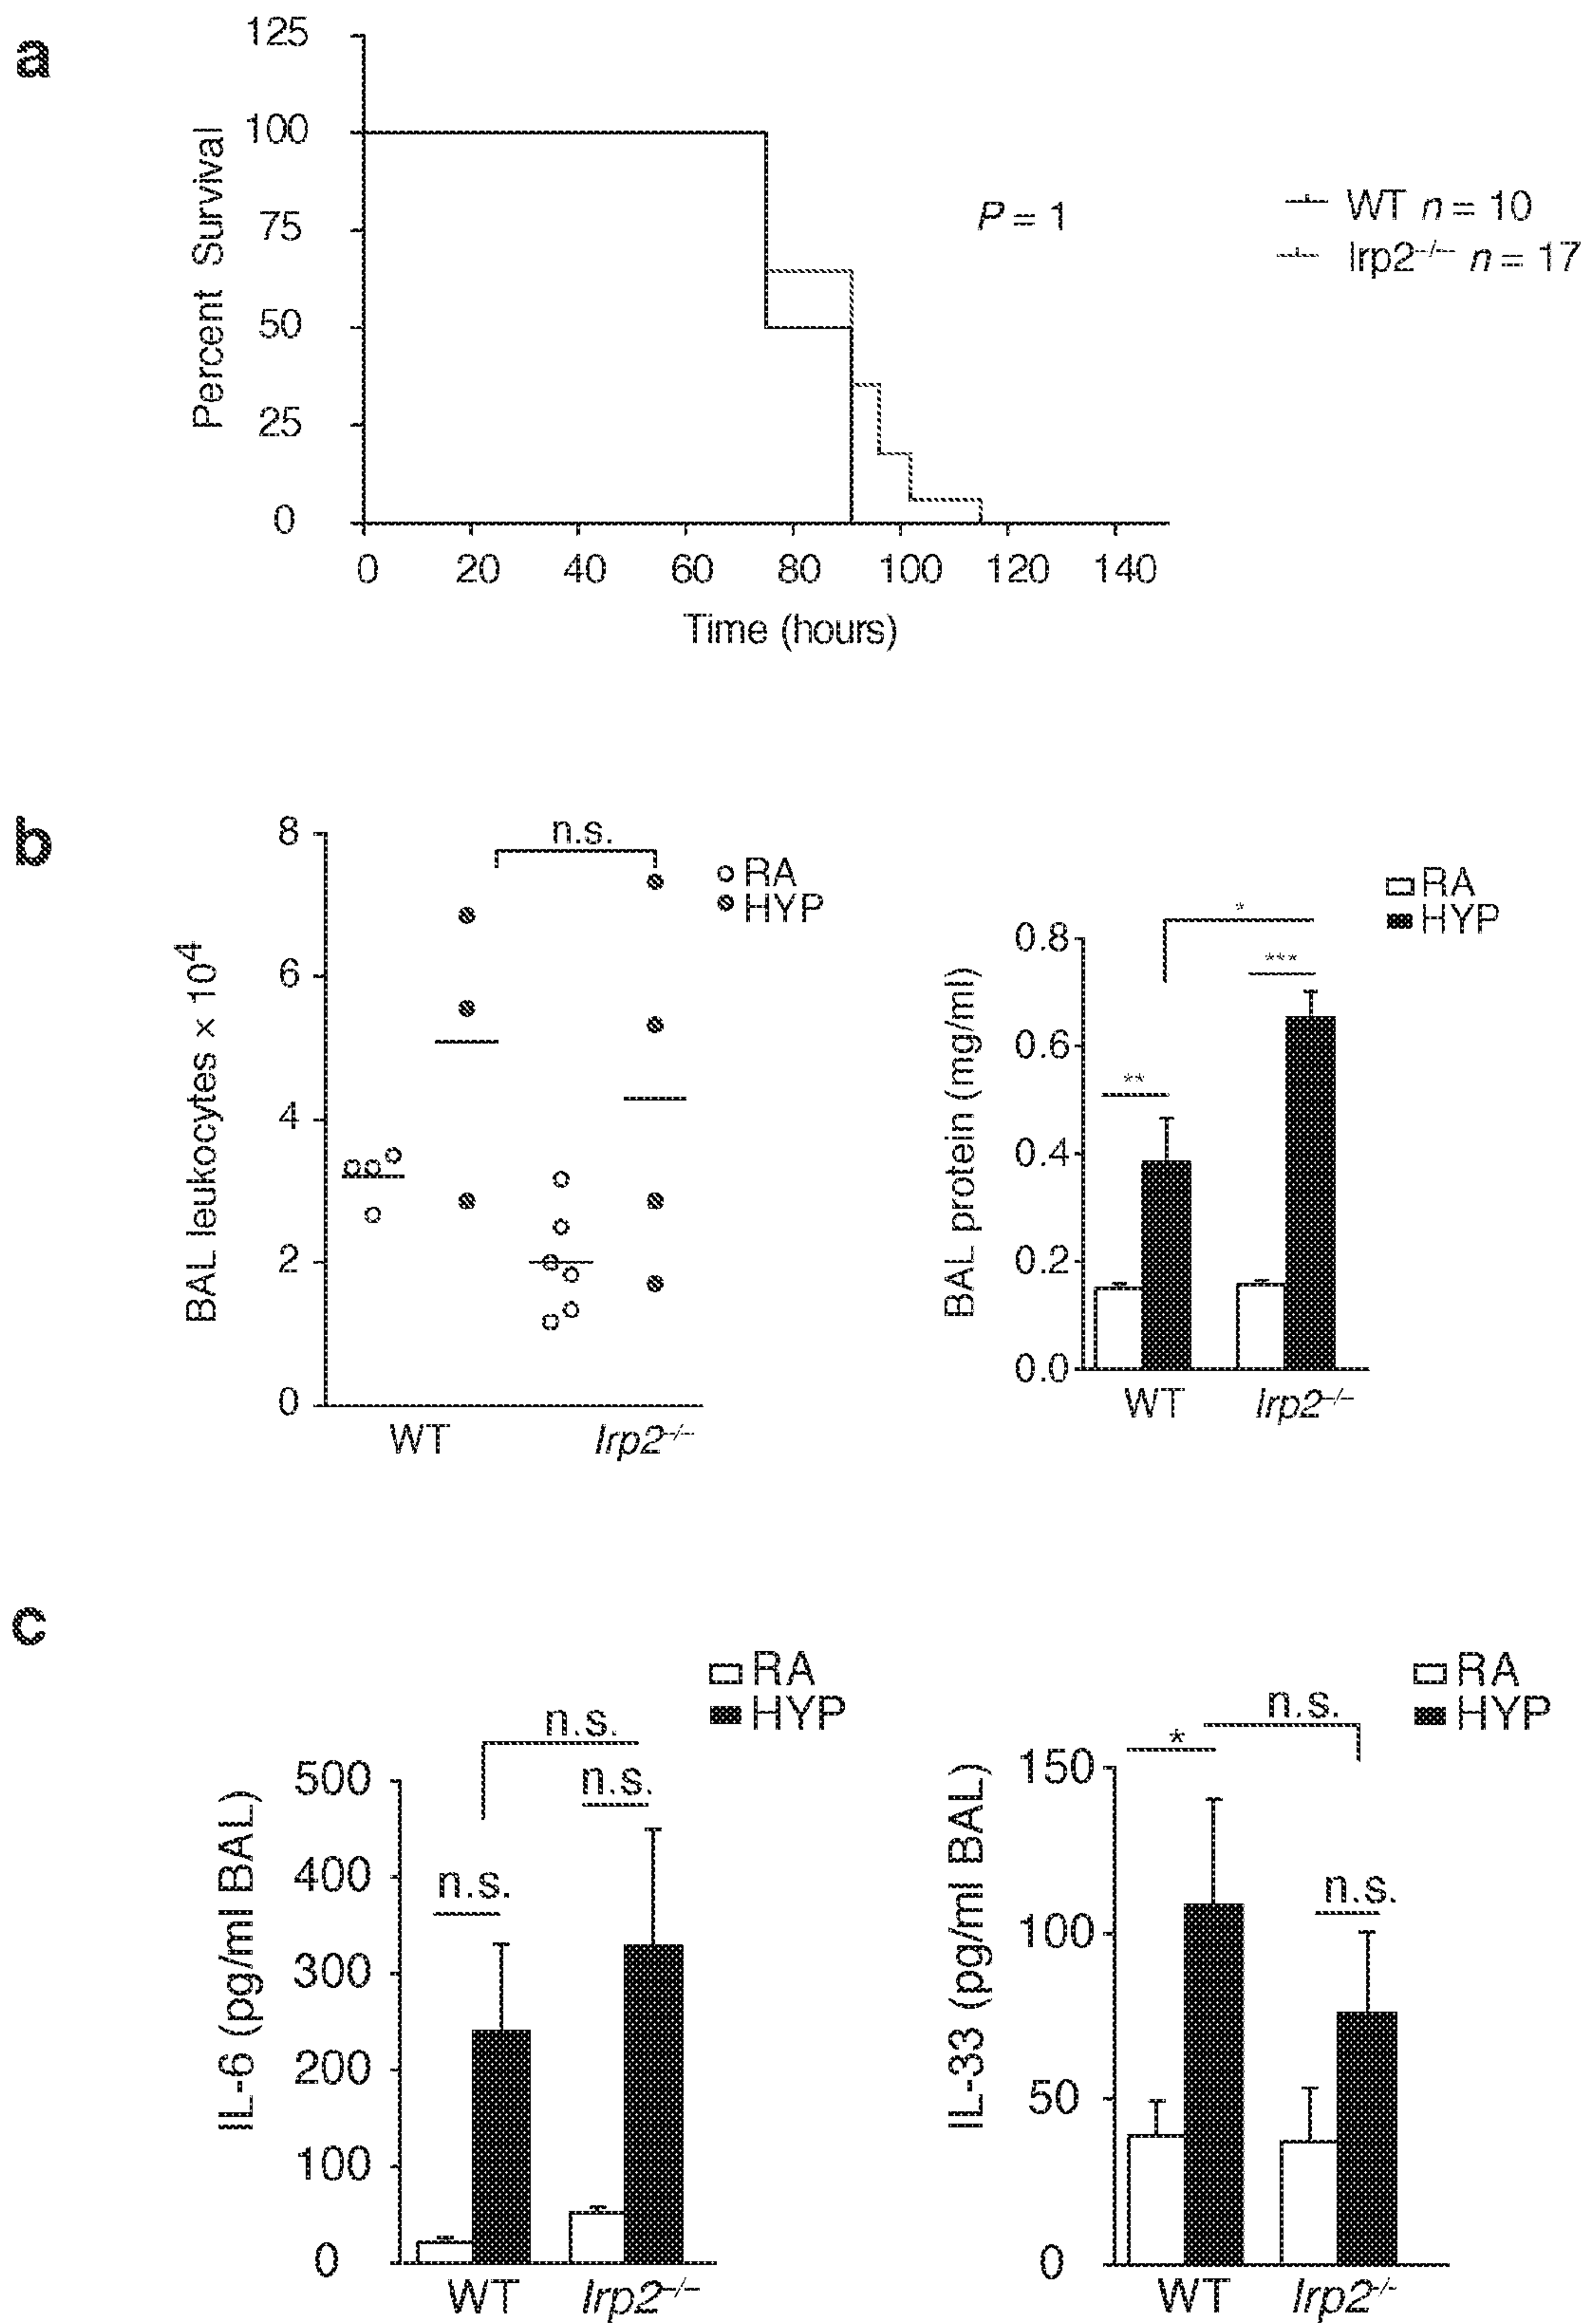 a
125
100
75
50
25
0
Percent Survival
P = 1
WT n = 10
Irp2-/- n = 17
0 20 40 60 80 100 120 140
Time (hours)
b
8
6
4
2
0
BAL leukocytes × 10⁴
n.s.
RA
HYP
WT Irp2-/-
0.8
0.6
0.4
0.2
0.0
BAL protein (mg/ml)
*
***
**
RA
HYP
WT Irp2-/-
c
500
400
300
200
100
0
IL-6 (pg/ml BAL)
n.s.
n.s.
n.s.
RA
HYP
WT Irp2-/-
150
100
50
0
IL-33 (pg/ml BAL)
n.s.
*
n.s.
RA
HYP
WT Irp2-/-